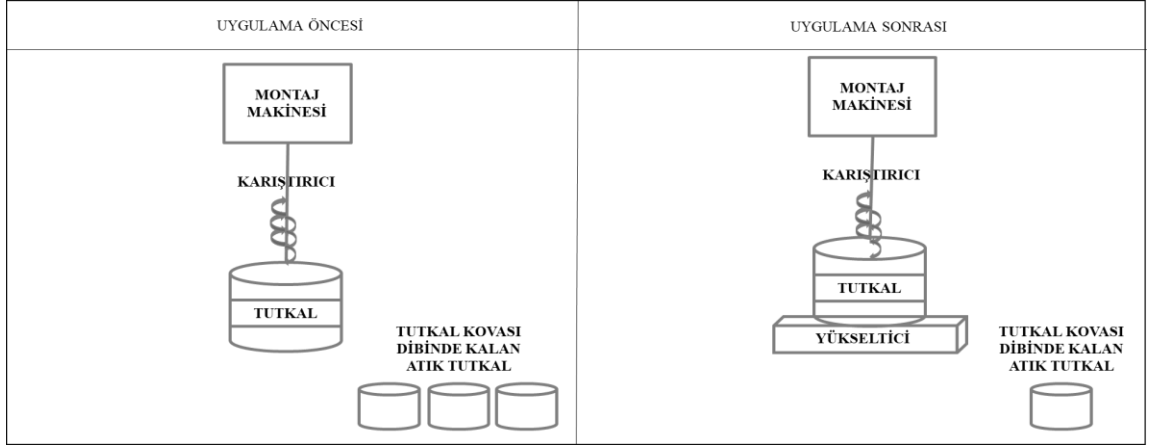 UYGULAMA ÖNCESİ
MONTAJ
MAKİNESİ
KARIŞTIRICI
TUTKAL
TUTKAL KOVASI
DİBİNDE KALAN
ATIK TUTKAL
UYGULAMA SONRASI
MONTAJ
MAKİNESİ
KARIŞTIRICI
TUTKAL
YÜKSELTİCİ
TUTKAL KOVASI
DİBİNDE KALAN
ATIK TUTKAL